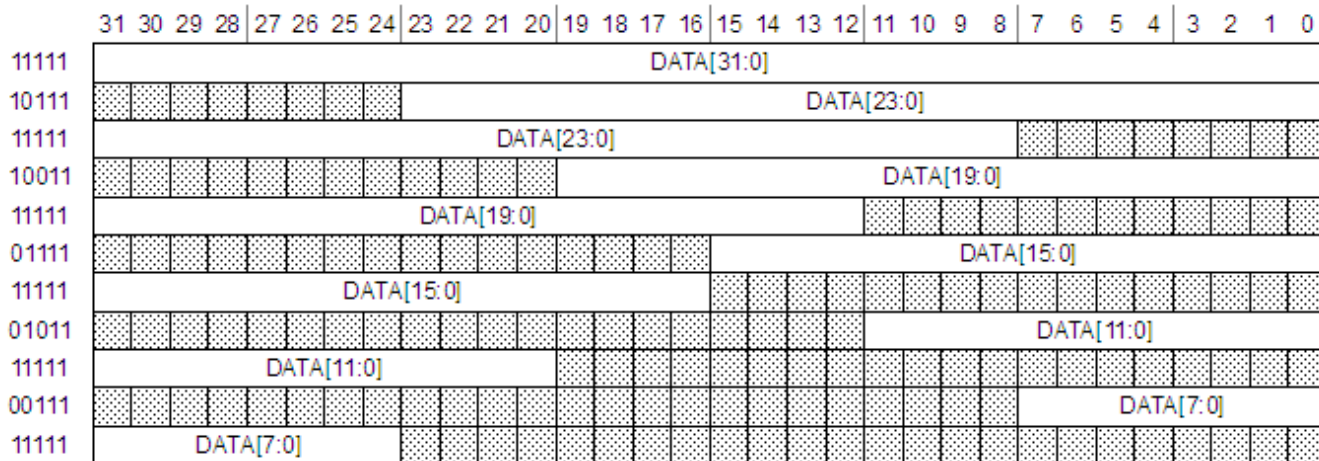 31 30 29 28 27 26 25 24 23 22 21 20 19 18 17 16 15 14 13 12 11 10 9 8 7 6 5 4 3 2 1 0
11111 DATA[31:0]
10111 DATA[23:0]
11111 DATA[23:0]
10011 DATA[19:0]
11111 DATA[19:0]
01111 DATA[15:0]
11111 DATA[15:0]
01011 DATA[11:0]
11111 DATA[11:0]
00111 DATA[7:0]
11111 DATA[7:0]